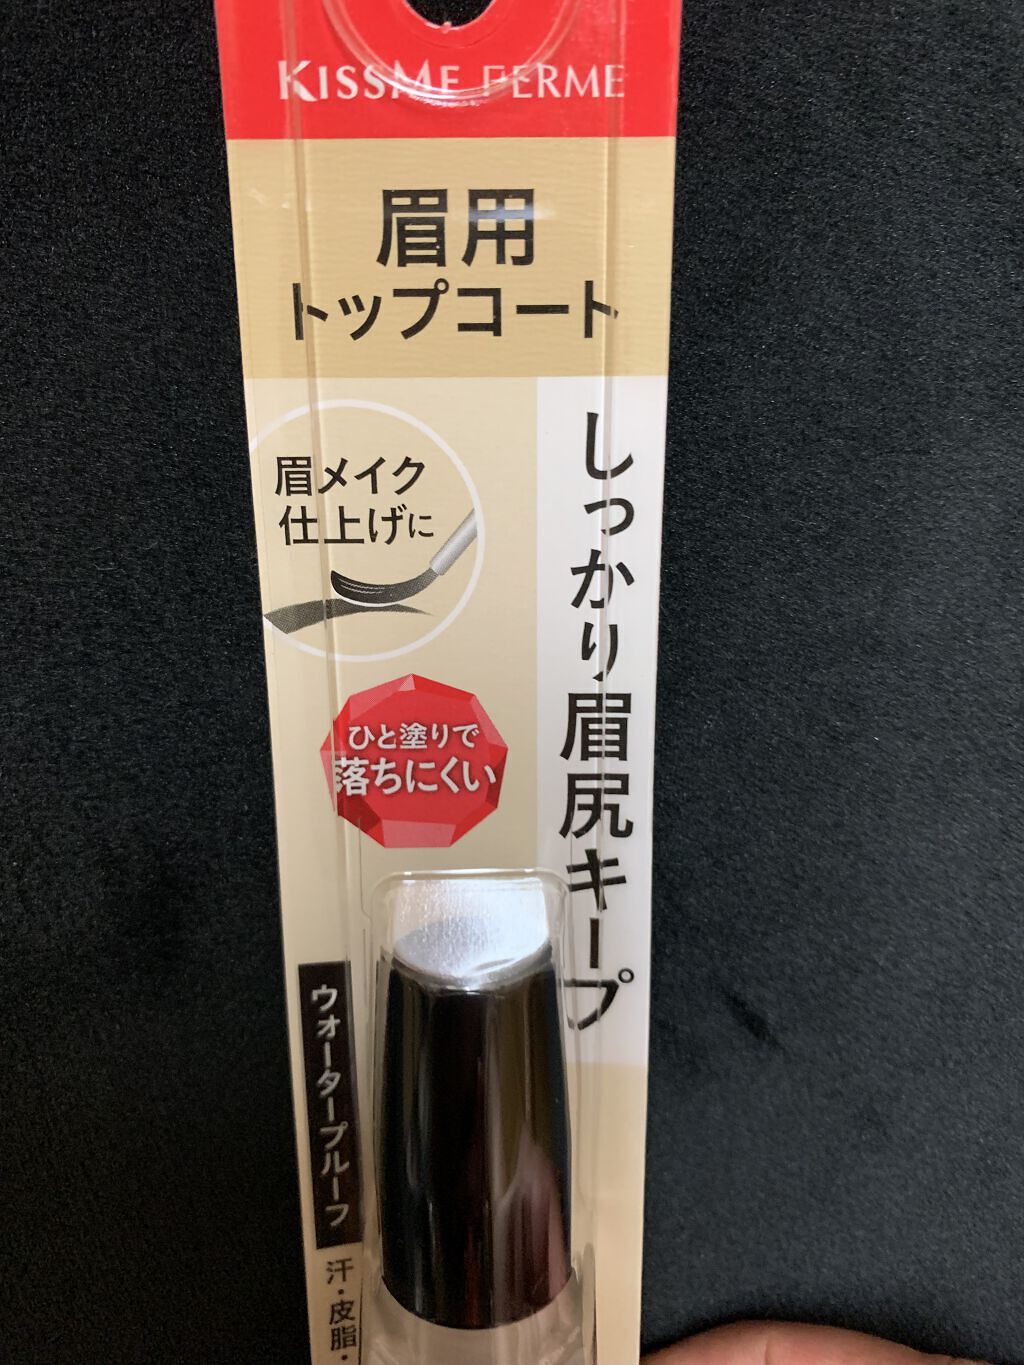 KISSME FERME
眉用
トップコート
眉メイク
仕上げに
しっかり眉尻キープ
ひと塗りで
落ちにくい
ウォータープルーフ
汗・皮脂・